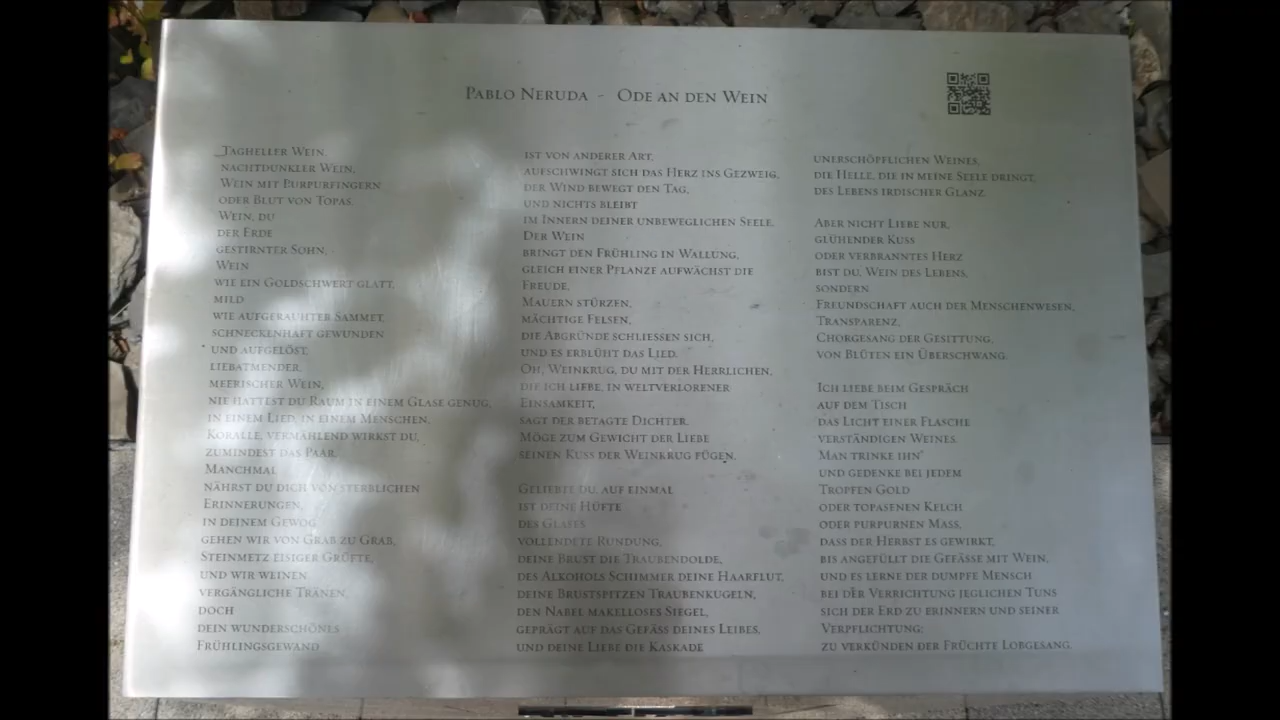 PABLO NERUDA - ODE AN DEN WEIN
TAGHELLER WEIN,
NACHTDUNKLER WEIN,
WEIN MIT PURPURFINGERN
ODER BLUT VON TOPAS,
WEIN, DU
DER ERDE
GESTIRNTER SOHN,
WEIN
WIE EIN GOLDSCHWERT GLATT,
MILD
WIE AUFGERAUHTER SAMMET,
SCHNECKENHAFT GEWUNDEN
UND AUFGELÖST,
LIEBATMENDER,
MEERISCHER WEIN,
NIE HATTEST DU RAUM IN EINEM GLASE GENUG,
IN EINEM LIED, IN EINEM MENSCHEN,
KORALLE, VERMÄHLEND WIRKST DU,
ZUMINDEST DAS PAAR.
MANCHMAL
NÄHRST DU DICH VON STERBLICHEN
ERINNERUNGEN,
IN DEINEM GEWOG
GEHEN WIR VON GRAB ZU GRAB,
STEINMETZ EISIGER GRÜFTE,
UND WIR WEINEN
VERGÄNGLICHE TRÄNEN,
DOCH
DEIN WUNDERSCHÖNES
FRÜHLINGSGEWAND
IST VON ANDERER ART,
AUFSCHWINGT SICH DAS HERZ INS GEZWEIG,
DER WIND BEWEGT DEN TAG,
UND NICHTS BLEIBT
IM INNERN DEINER UNBEWEGLICHEN SEELE.
DER WEIN
BRINGT DEN FRÜHLING IN WALLUNG,
GLEICH EINER PFLANZE AUFWÄCHST DIE
FREUDE,
MAUERN STÜRZEN,
MÄCHTIGE FELSEN,
DIE ABGRÜNDE SCHLIESSEN SICH,
UND ES ERBLÜHT DAS LIED.
OH, WEINKRUG, DU MIT DER HERRLICHEN,
DIE ICH LIEBE, IN WELTVERLORENER
EINSAMKEIT,
SAGT DER BETAGTE DICHTER.
MÖGE ZUM GEWICHT DER LIEBE
SEINEN KUSS DER WEINKRUG FÜGEN.
GELIEBTE DU, AUF EINMAL
IST DEINE HÜFTE
DES GLASES
VOLLENDETE RUNDUNG,
DEINE BRUST DIE TRAUBENDOLDE,
DES ALKOHOLS SCHIMMER DEINE HAARFLUT,
DEINE BRUSTSPITZEN TRAUBENKUGELN,
DEN NABEL MAKELLOSES SIEGEL,
GEPRÄGT AUF DAS GEFÄSS DEINES LEIBES,
UND DEINE LIEBE DIE KASKADE
UNERSCHÖPFLICHEN WEINES,
DIE HELLE, DIE IN MEINE SEELE DRINGT,
DES LEBENS IRDISCHER GLANZ.
ABER NICHT LIEBE NUR,
GLÜHENDER KUSS
ODER VERBRANNTES HERZ
BIST DU, WEIN DES LEBENS,
SONDERN
FREUNDSCHAFT AUCH DER MENSCHENWESEN,
TRANSPARENZ,
CHORGESANG DER GESITTUNG,
VON BLÜTEN EIN ÜBERSCHWANG.
ICH LIEBE BEIM GESPRÄCH
AUF DEM TISCH
DAS LICHT EINER FLASCHE
VERSTÄNDIGEN WEINES.
MAN TRINKE IHN
UND GEDENKE BEI JEDEM
TROPFEN GOLD
ODER TOPASENEN KELCH
ODER PURPURNEN MASS,
DASS DER HERBST ES GEWIRKT,
BIS ANGEFÜLLT DIE GEFÄSSE MIT WEIN,
UND ES LERNE DER DUMPFE MENSCH
BEI DER VERRICHTUNG JEGLICHEN TUNS
SICH DER ERD ZU ERINNERN UND SEINER
VERPFLICHTUNG:
ZU VERKÜNDEN DER FRÜCHTE LOBGESANG.